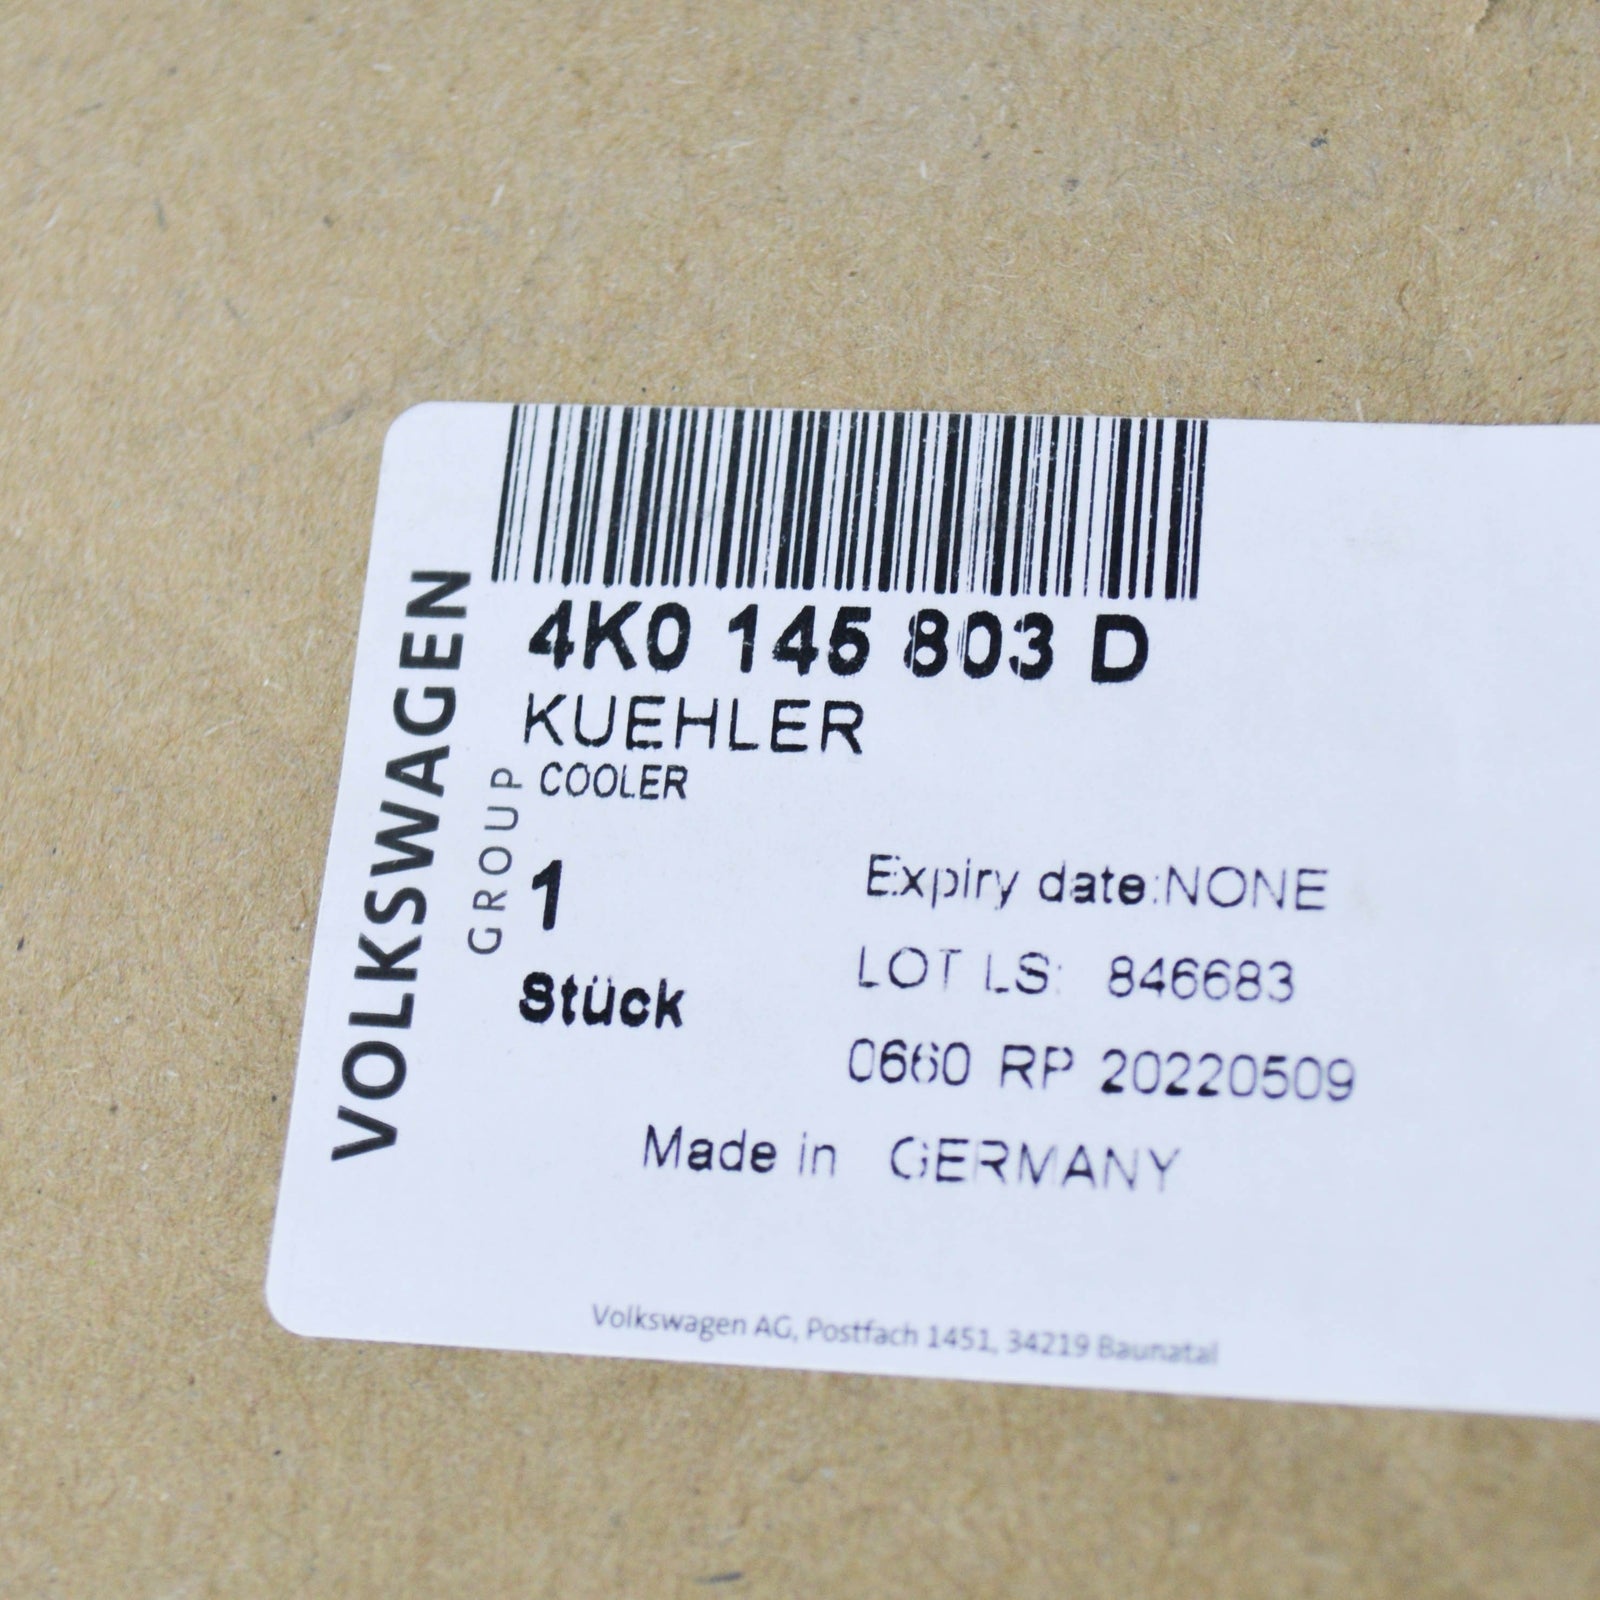 VOLKSWAGEN
GROUP
4K0 145 803 D
KUEHLER
COOLER
1
Stück
Expiry date:NONE
LOT LS: 846683
0660 RP 20220509
Made in GERMANY
Volkswagen AG, Postfach 1451, 34219 Baunatal